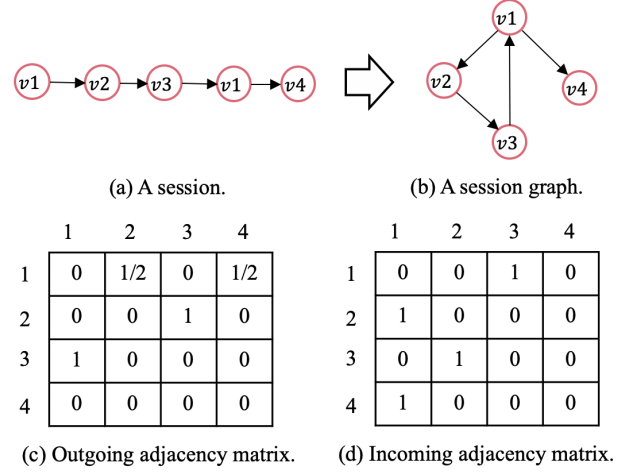 v1 v2 v3 v1 v4
v1
v2
v4
v3
(a) A session.
(b) A session graph.
1 2 3 4
1 0 1/2 0 1/2
2 0 0 1 0
3 1 0 0 0
4 0 0 0 0
(c) Outgoing adjacency matrix.
1 2 3 4
1 0 0 1 0
2 1 0 0 0
3 0 1 0 0
4 1 0 0 0
(d) Incoming adjacency matrix.